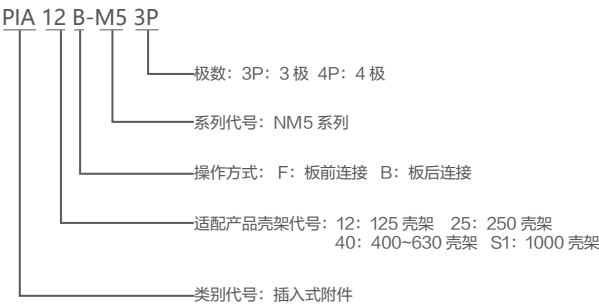 PIA 12 B-M5 3P
极数：3P：3 极 4P：4 极
系列代号：NM5 系列
操作方式： F：板前连接 B：板后连接
适配产品壳架代号：12：125 壳架 25：250 壳架
40：400~630 壳架 S1：1000 壳架
类别代号：插入式附件